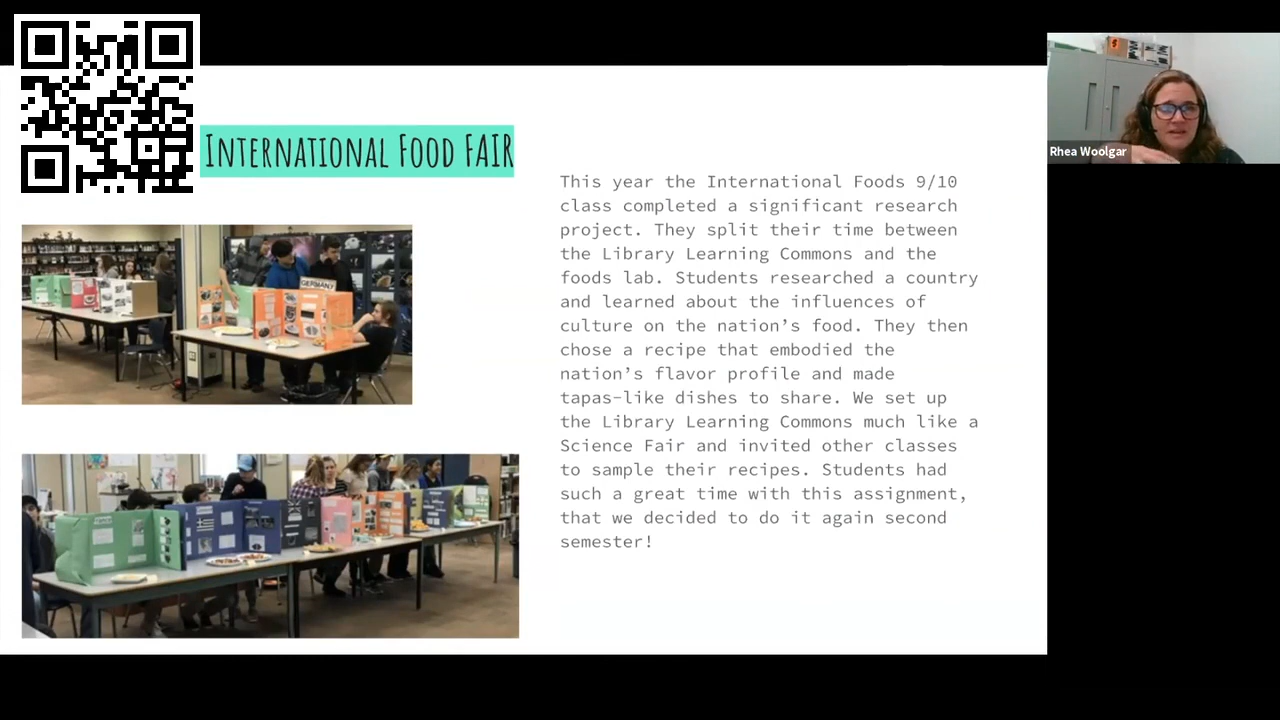 International Food FAIR
This year the International Foods 9/10
class completed a significant research
project. They split their time between
the Library Learning Commons and the
foods lab. Students researched a country
and learned about the influences of
culture on the nation's food. They then
chose a recipe that embodied the
nation's flavor profile and made
tapas-like dishes to share. We set up
the Library Learning Commons much like a
Science Fair and invited other classes
to sample their recipes. Students had
such a great time with this assignment,
that we decided to do it again second
semester!
GERMANY
Rhea Woolgar